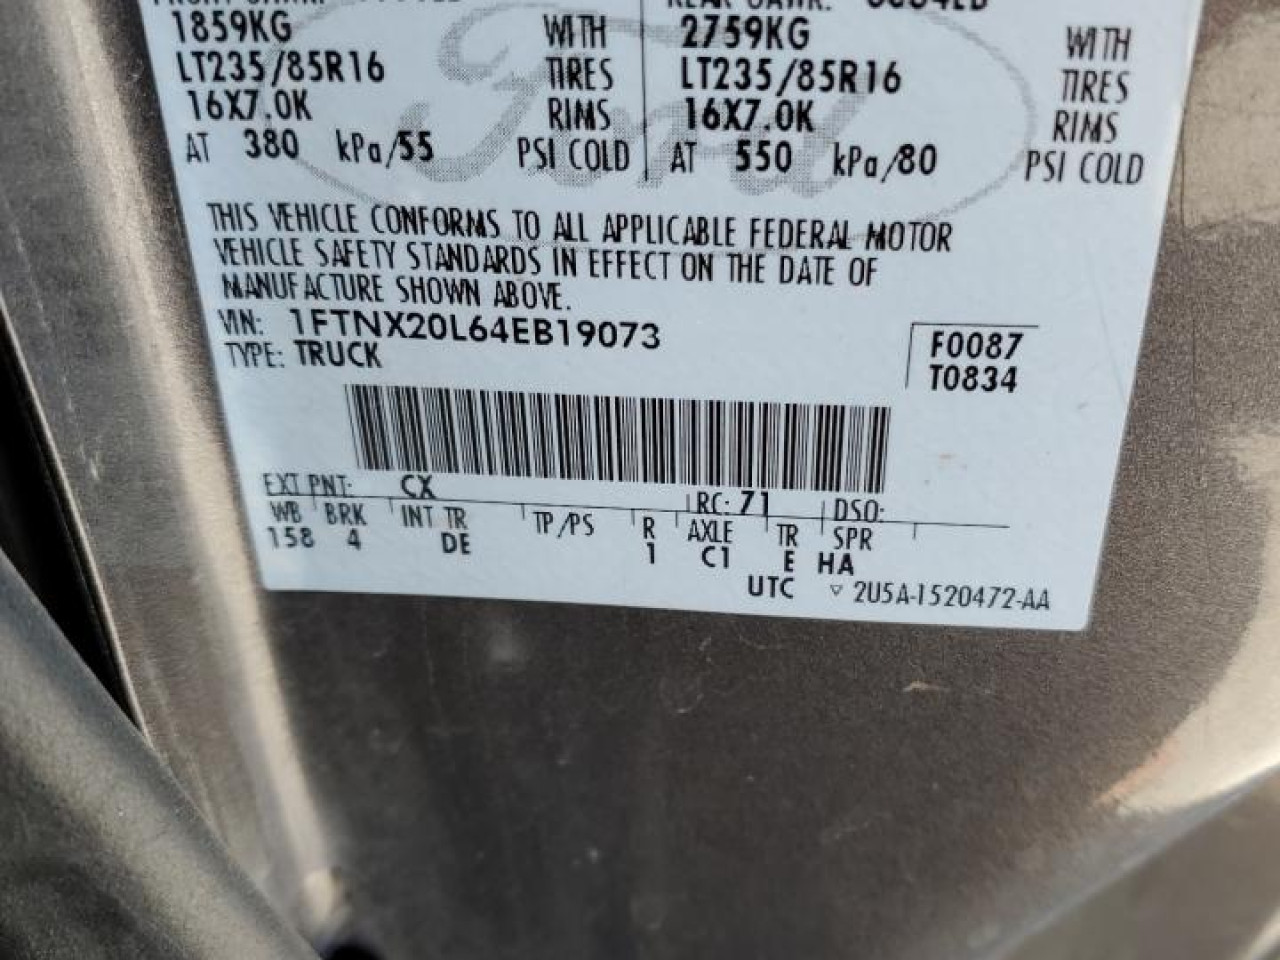 1859KG WITH 2759KG WITH
LT235/85R16 TIRES LT235/85R16 TIRES
16X7.0K RIMS 16X7.0K RIMS
AT 380 kPa/55 PSI COLD AT 550 kPa/80 PSI COLD
Ford
THIS VEHICLE CONFORMS TO ALL APPLICABLE FEDERAL MOTOR
VEHICLE SAFETY STANDARDS IN EFFECT ON THE DATE OF
MANUFACTURE SHOWN ABOVE.
VIN: 1FTNX20L64EB19073
TYPE: TRUCK
F0087
T0834
EXT PNT: CX RC: 71 DSO:
WB BRK INT TR TP/PS R AXLE TR SPR
158 4 DE 1 C1 E HA
UTC ▽ 2U5A-1520472-AA